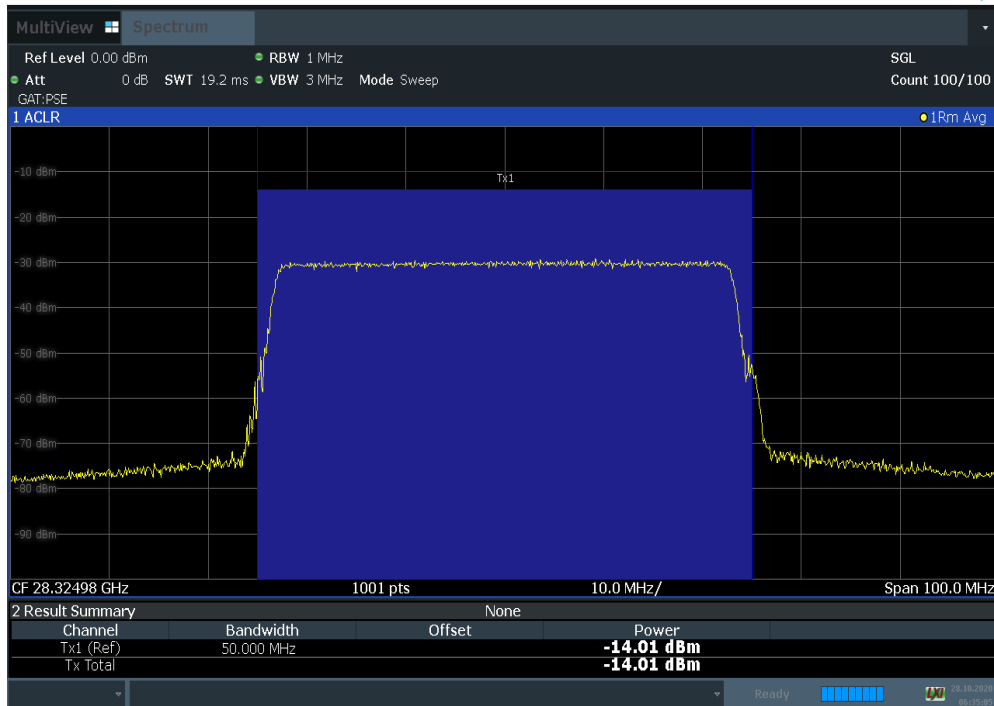 MultiView Spectrum
Ref Level 0.00 dBm RBW 1 MHz SGL
Att 0 dB SWT 19.2 ms VBW 3 MHz Mode Sweep Count 100/100
GAT:PSE
1 ACLR 1Rm Avg
Tx1
-10 dBm
-20 dBm
-30 dBm
-40 dBm
-50 dBm
-60 dBm
-70 dBm
-80 dBm
-90 dBm
CF 28.32498 GHz 1001 pts 10.0 MHz/ Span 100.0 MHz
2 Result Summary None
Channel Bandwidth Offset Power
Tx1 (Ref) 50.000 MHz -14.01 dBm
Tx Total -14.01 dBm
Ready LXI 28.10.2020
06:35:05